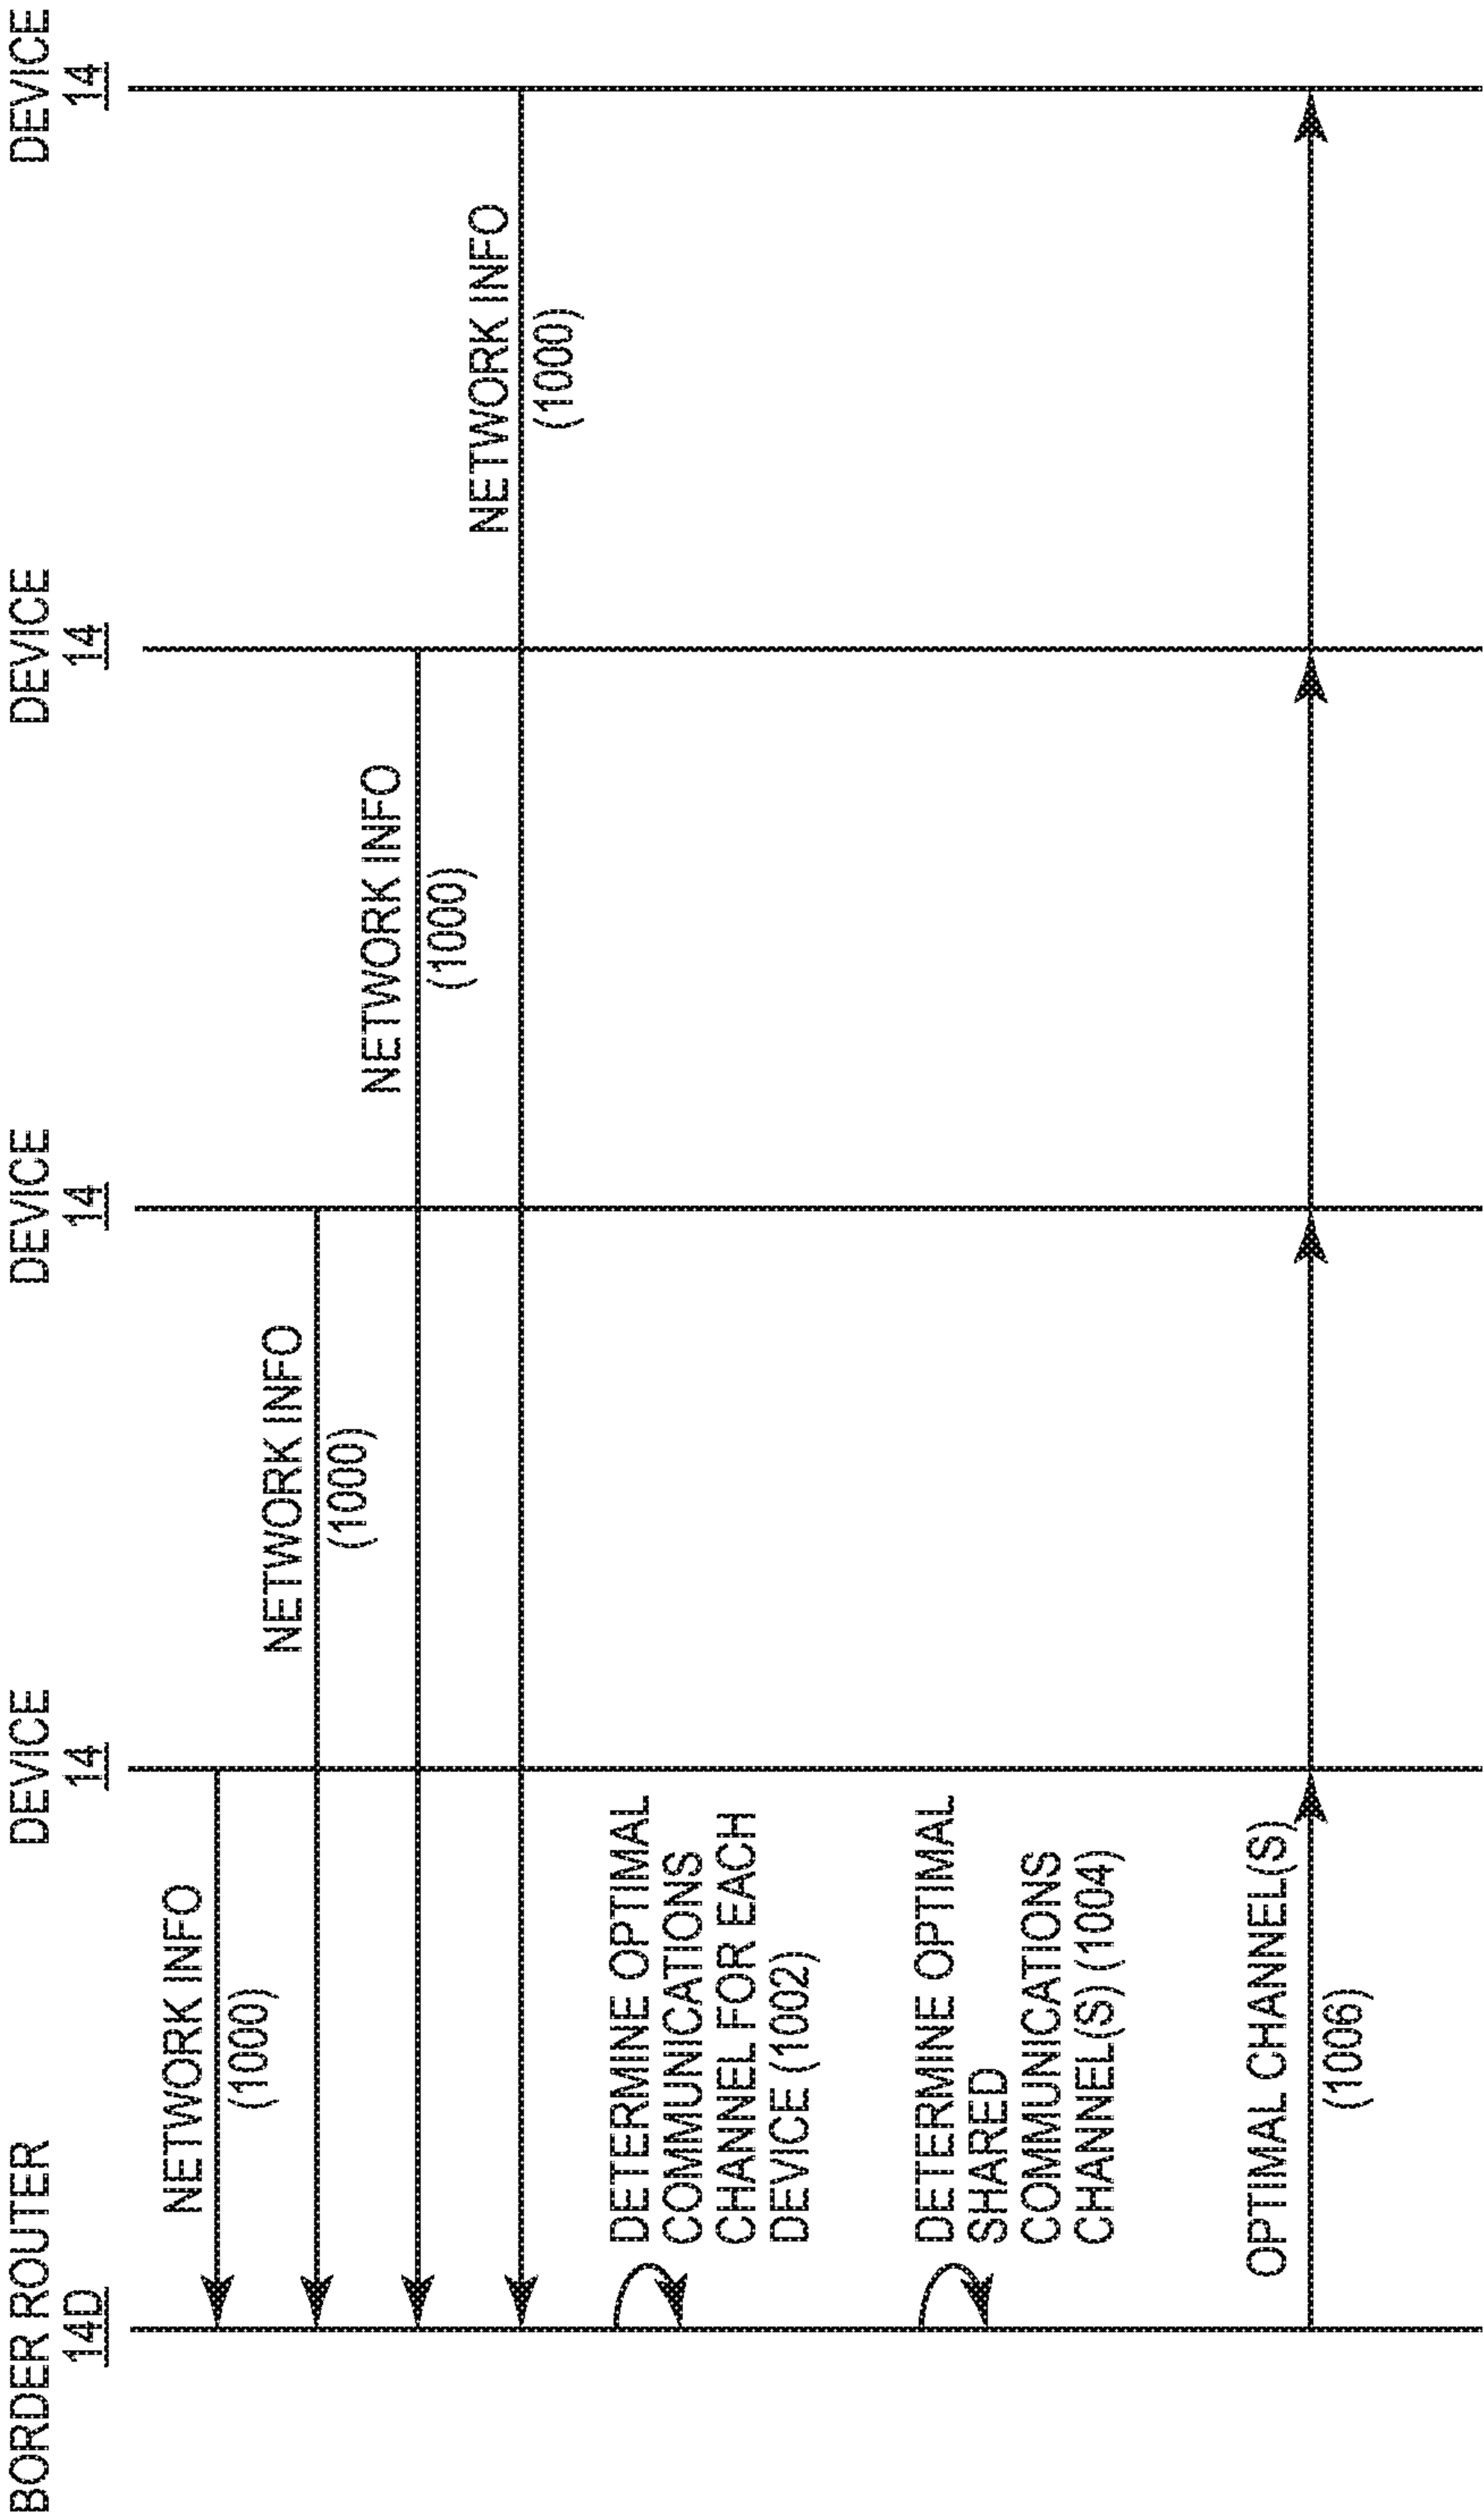 BORDER ROUTER
14D
DEVICE
14
DEVICE
14
DEVICE
14
DEVICE
14
NETWORK INFO
(1000)
NETWORK INFO
(1000)
NETWORK INFO
(1000)
NETWORK INFO
(1000)
DETERMINE OPTIMAL
COMMUNICATIONS
CHANNEL FOR EACH
DEVICE (1002)
DETERMINE OPTIMAL
SHARED
COMMUNICATIONS
CHANNEL(S) (1004)
OPTIMAL CHANNEL(S)
(1006)